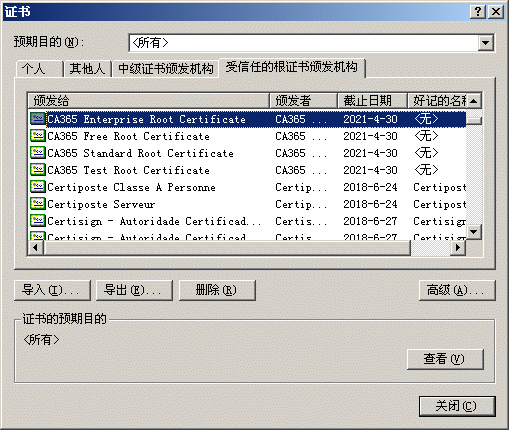 证书
预期目的(N): <所有>
个人 其他人 中级证书颁发机构 受信任的根证书颁发机构
颁发给 颁发者 截止日期 好记的名称
CA365 Enterprise Root Certificate CA365 ... 2021-4-30 <无>
CA365 Free Root Certificate CA365 ... 2021-4-30 <无>
CA365 Standard Root Certificate CA365 ... 2021-4-30 <无>
CA365 Test Root Certificate CA365 ... 2021-4-30 <无>
Certiposte Classe A Personne Certip... 2018-6-24 Certipost
Certiposte Serveur Certip... 2018-6-24 Certipost
Certisign - Autoridade Certificad... Certis... 2018-6-27 Certisign
Certisign - Autoridade Certificad... Certis... 2018-6-27 Certisign
导入(I)... 导出(E)... 删除(R) 高级(A)...
证书的预期目的
<所有>
查看(V)
关闭(C)